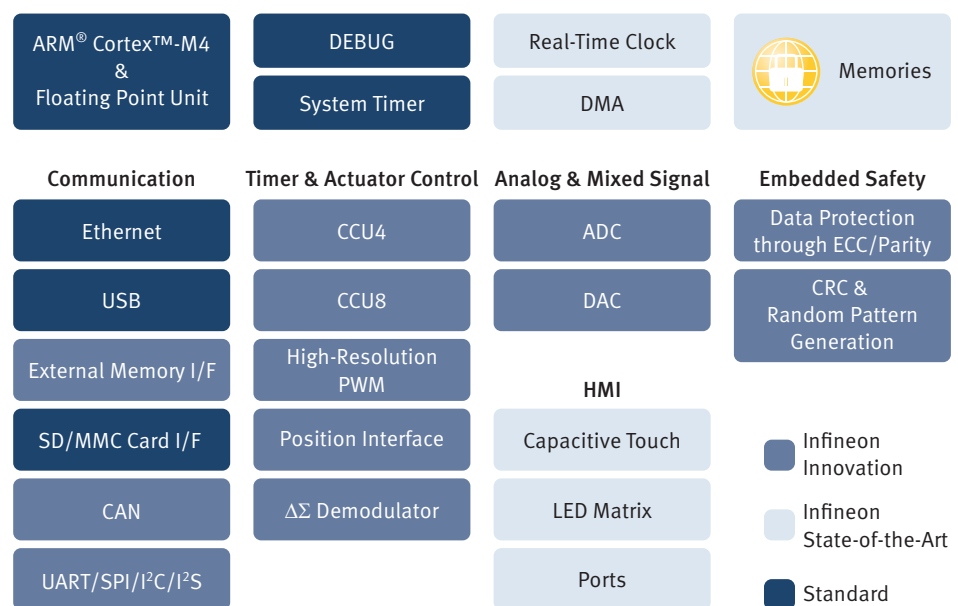 ARM® Cortex™-M4
&
Floating Point Unit
DEBUG
System Timer
Real-Time Clock
DMA
Memories
Communication
Ethernet
USB
External Memory I/F
SD/MMC Card I/F
CAN
UART/SPI/I²C/I²S
Timer & Actuator Control
CCU4
CCU8
High-Resolution
PWM
Position Interface
ΔΣ Demodulator
Analog & Mixed Signal
ADC
DAC
HMI
Capacitive Touch
LED Matrix
Ports
Embedded Safety
Data Protection
through ECC/Parity
CRC &
Random Pattern
Generation
Infineon
Innovation
Infineon
State-of-the-Art
Standard